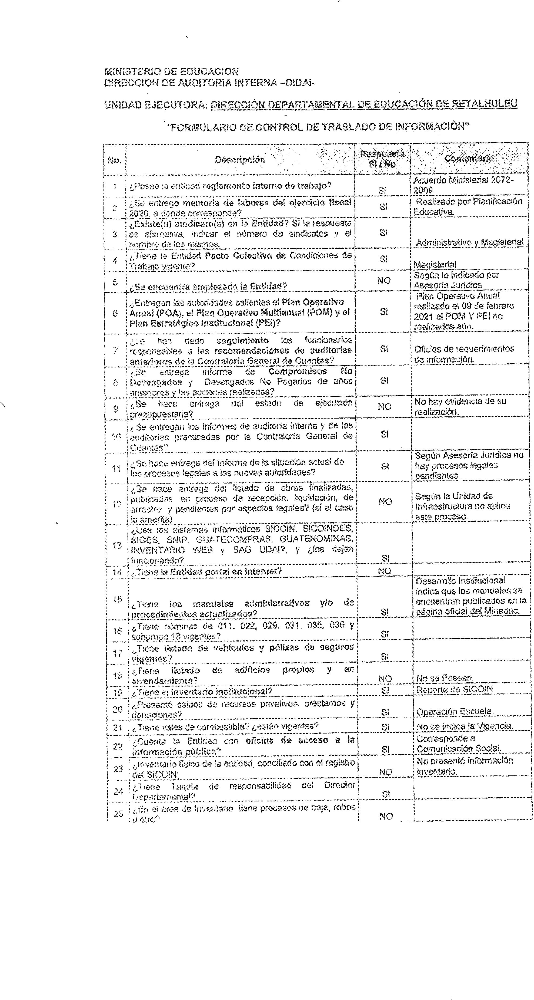 MINISTERIO DE EDUCACION
DIRECCION DE AUDITORIA INTERNA –DIDAI-
UNIDAD EJECUTORA: DIRECCIÓN DEPARTAMENTAL DE EDUCACIÓN DE RETALHULEU
"FORMULARIO DE CONTROL DE TRASLADO DE INFORMACIÓN"
No. Descripción Respuesta SI / No Comentario
1 ¿Posee la entidad reglamento interno de trabajo? SI Acuerdo Ministerial 2072-
2009
2 ¿Se entrego memoria de labores del ejercicio fiscal SI Realizado por Planificación
2020, a donde corresponde? Educativa.
3 ¿Existe(n) sindicato(s) en la Entidad? Si la respuesta SI
es afirmativa, indicar el número de sindicatos y el
nombre de los mismos. Administrativo y Magisterial
4 ¿Tiene la Entidad Pacto Colectivo de Condiciones de SI
Trabajo vigente? Magisterial
5 ¿Se encuentra emplazada la Entidad? NO Según lo indicado por
Asesoría Jurídica
6 ¿Entregan las autoridades salientes el Plan Operativo SI Plan Operativo Anual
Anual (POA), el Plan Operativo Multianual (POM) y el realizado el 09 de febrero
Plan Estratégico Institucional (PEI)? 2021 el POM Y PEI no
realizados aún.
7 ¿Le han dado seguimiento los funcionarios SI Oficios de requerimientos
responsables a las recomendaciones de auditorias de información.
anteriores de la Contraloría General de Cuentas?
8 ¿Se entrega informe de Compromisos No SI
Devengados y Devengados No Pagados de años
anteriores y las acciones realizadas?
9 ¿Se hace entrega del estado de ejecución NO No hay evidencia de su
presupuestaria? realización.
10 ¿Se entregan los informes de auditoría interna y de las SI
auditorias practicadas por la Contraloría General de
Cuentas?
11 ¿Se hace entrega del Informe de la situación actual de SI Según Asesoría Jurídica no
los procesos legales a las nuevas autoridades? hay procesos legales
pendientes.
12 ¿Se hace entrega del listado de obras finalizadas, NO Según la Unidad de
publicadas en proceso de recepción, liquidación, de Infraestructura no aplica
arrastre y pendientes por aspectos legales? (si el caso este proceso.
lo amerita)
13 ¿Usa los sistemas informáticos SICOIN, SICOINDES, SI
SIGES, SNIP, GUATECOMPRAS, GUATENÓMINAS,
INVENTARIO WEB y SAG UDAI?, y ¿los dejan
funcionando?
14 ¿Tiene la Entidad portal en Internet? NO
15 ¿Tiene los manuales administrativos y/o de SI Desarrollo Institucional
procedimientos actualizados? indica que los manuales se
encuentran publicados en la
página oficial del Mineduc.
16 ¿Tiene nóminas de 011, 022, 029, 031, 035, 036 y SI
subgrupo 18 vigentes?
17 ¿Tiene listado de vehículos y pólizas de seguros SI
vigentes?
18 ¿Tiene listado de edificios propios y en NO No se Poseen.
arrendamiento?
19 ¿Tiene el inventario institucional? SI Reporte de SICOIN
20 ¿Presentó saldos de recursos privativos, préstamos y SI Operación Escuela.
donaciones?
21 ¿Tiene vales de combustible? ¿están vigentes? SI No se indica la Vigencia.
22 ¿Cuenta la Entidad con oficina de acceso a la SI Corresponde a
información pública? Comunicación Social.
23 ¿Inventario físico de la entidad, conciliado con el registro NO No presentó información
del SICOIN; inventario.
24 ¿Tiene Tarjeta de responsabilidad del Director SI
Departamental?
25 ¿En el área de Inventario tiene procesos de baja, robos NO
u otro?